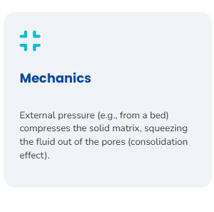 Mechanics
External pressure (e.g., from a bed)
compresses the solid matrix, squeezing
the fluid out of the pores (consolidation
effect).